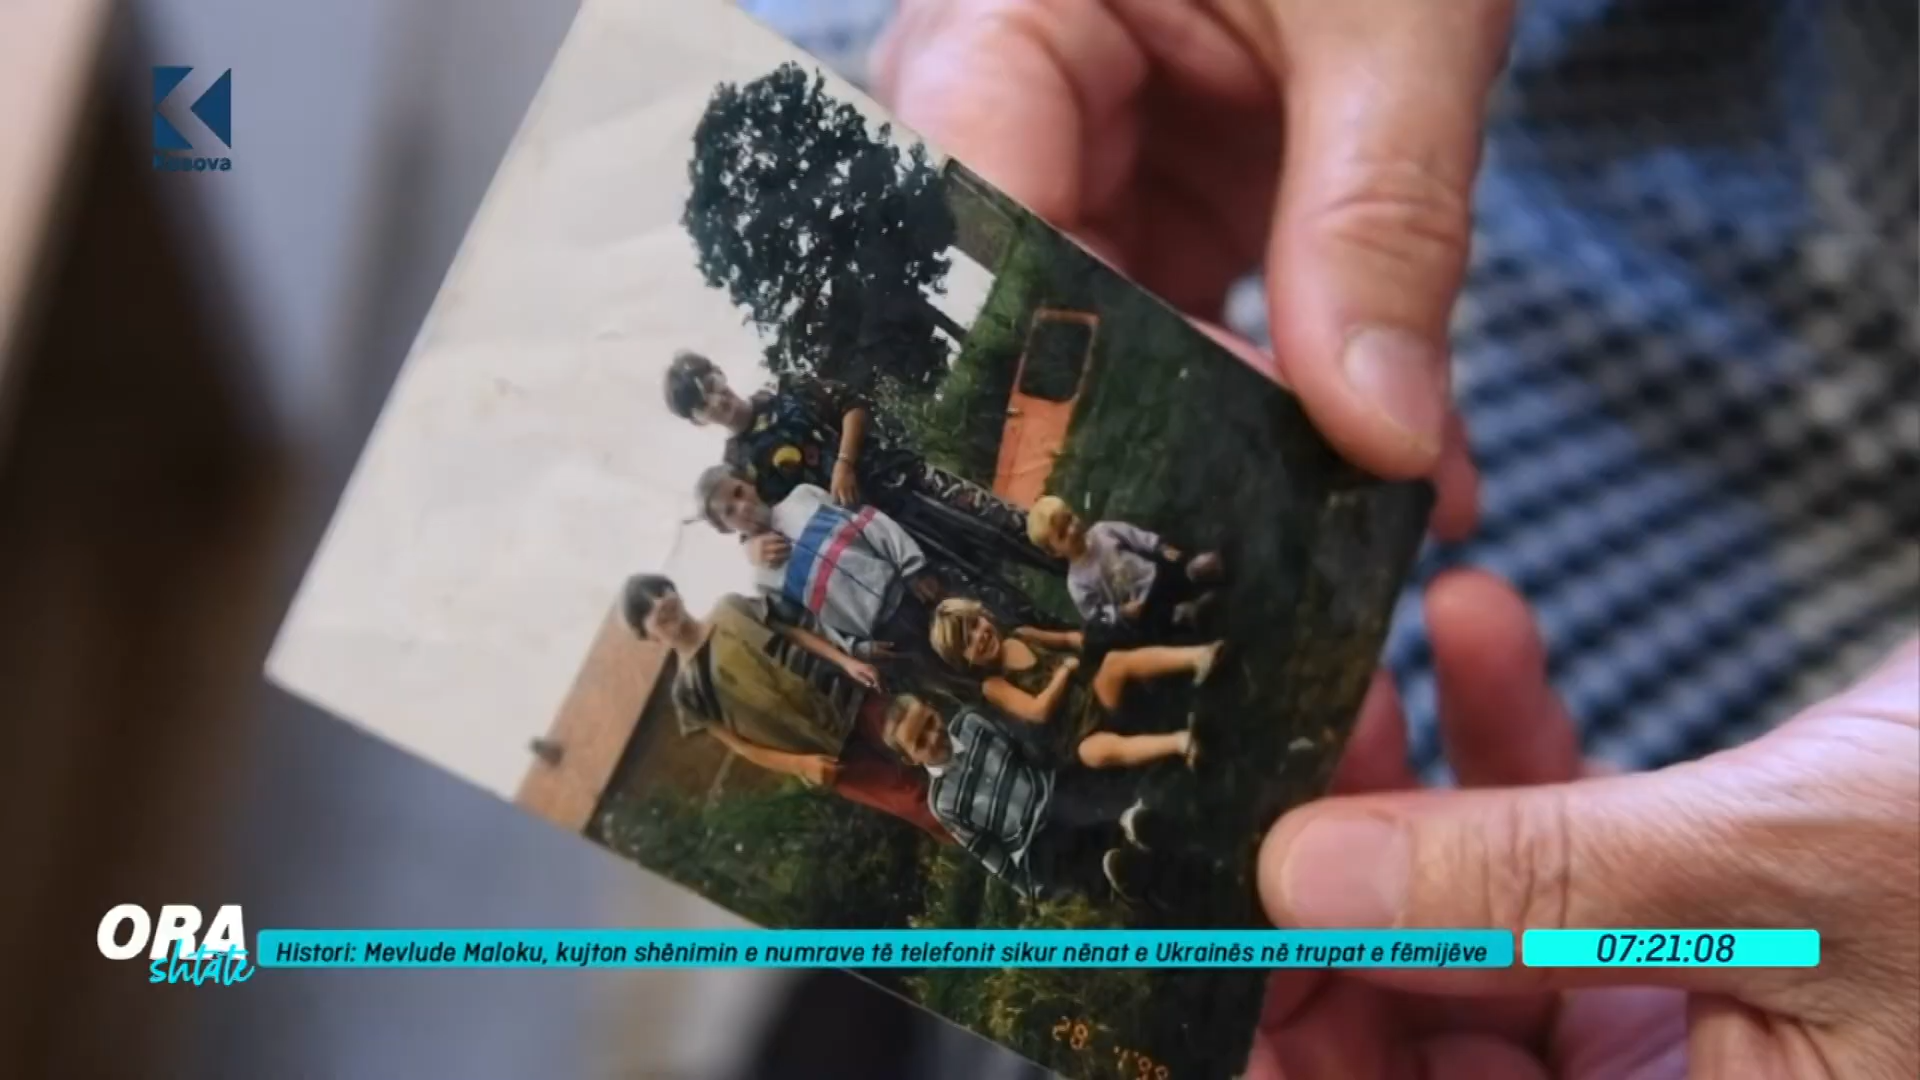 Kosova
ORA
shtatë
Histori: Mevlude Maloku, kujton shënimin e numrave të telefonit sikur nënat e Ukrainës në trupat e fëmijëve
07:21:08